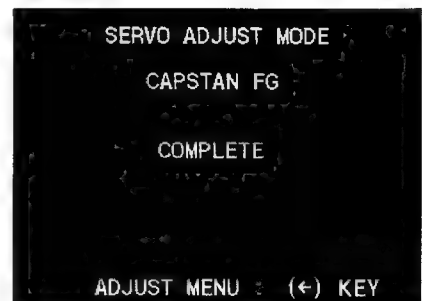 SERVO ADJUST MODE
CAPSTAN FG
COMPLETE
ADJUST MENU : (←) KEY